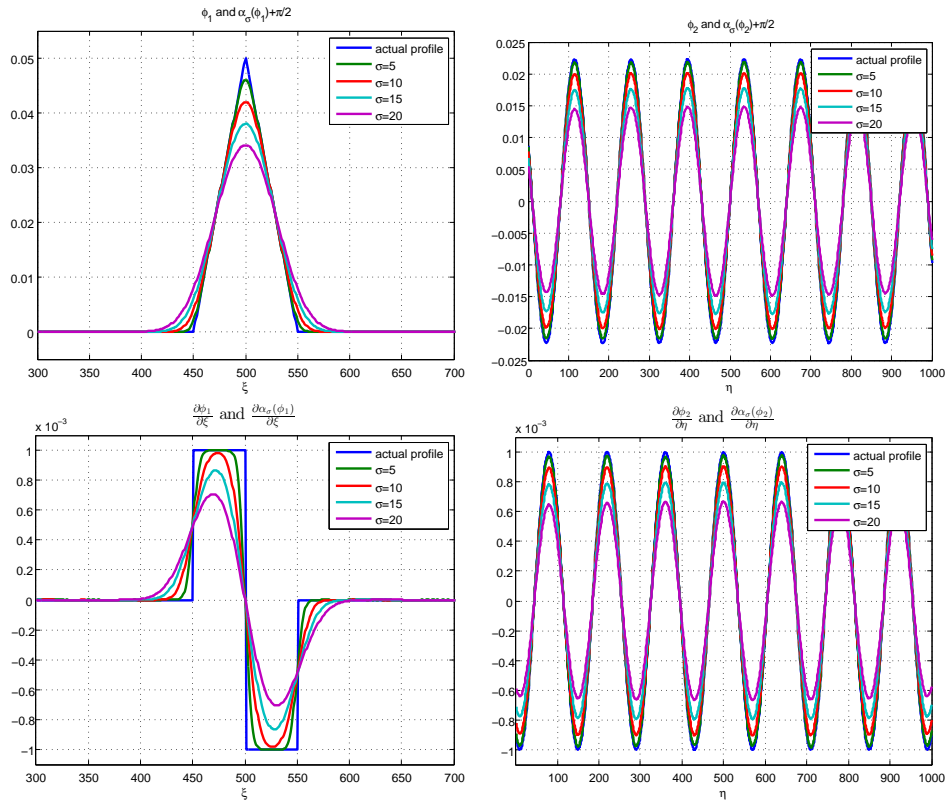 ϕ₁ and α_σ(ϕ₁)+π/2
0.05
0.04
0.03
0.02
0.01
0
300 350 400 450 500 550 600 650 700
ξ
actual profile
σ=5
σ=10
σ=15
σ=20
ϕ₂ and α_σ(ϕ₂)+π/2
0.025
0.02
0.015
0.01
0.005
0
−0.005
−0.01
−0.015
−0.02
−0.025
0 100 200 300 400 500 600 700 800 900 1000
η
actual profile
σ=5
σ=10
σ=15
σ=20
∂ϕ₁/∂ξ and ∂α_σ(ϕ₁)/∂ξ
x 10⁻³
1
0.8
0.6
0.4
0.2
0
−0.2
−0.4
−0.6
−0.8
−1
300 350 400 450 500 550 600 650 700
ξ
actual profile
σ=5
σ=10
σ=15
σ=20
∂ϕ₂/∂η and ∂α_σ(ϕ₂)/∂η
x 10⁻³
1
0.8
0.6
0.4
0.2
0
−0.2
−0.4
−0.6
−0.8
−1
100 200 300 400 500 600 700 800 900 1000
η
actual profile
σ=5
σ=10
σ=15
σ=20